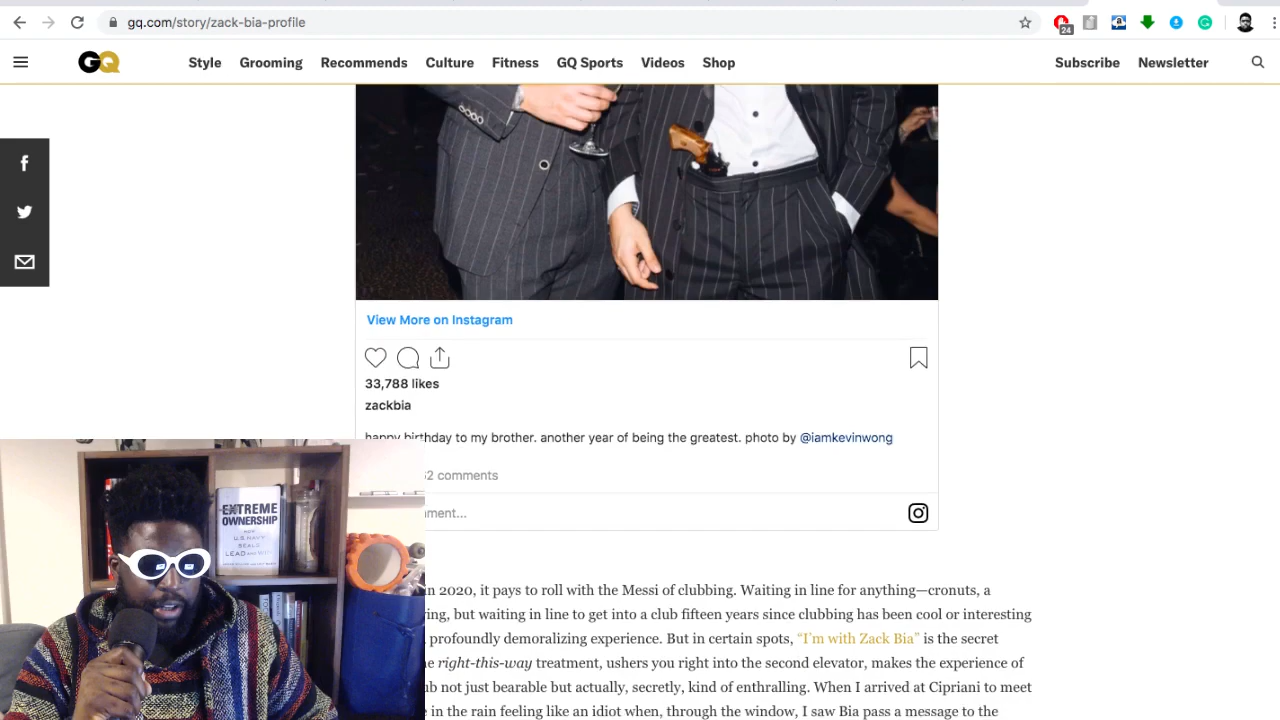 gq.com/story/zack-bia-profile
24
GQ
Style Grooming Recommends Culture Fitness GQ Sports Videos Shop
Subscribe Newsletter
View More on Instagram
33,788 likes
zackbia
happy birthday to my brother. another year of being the greatest. photo by @iamkevinwong
2 comments
ment...
EXTREME
OWNERSHIP
LEAD AND
in 2020, it pays to roll with the Messi of clubbing. Waiting in line for anything—cronuts, a
ing, but waiting in line to get into a club fifteen years since clubbing has been cool or interesting
profoundly demoralizing experience. But in certain spots, “I’m with Zack Bia” is the secret
right-this-way treatment, ushers you right into the second elevator, makes the experience of
not just bearable but actually, secretly, kind of enthralling. When I arrived at Cipriani to meet
in the rain feeling like an idiot when, through the window, I saw Bia pass a message to the